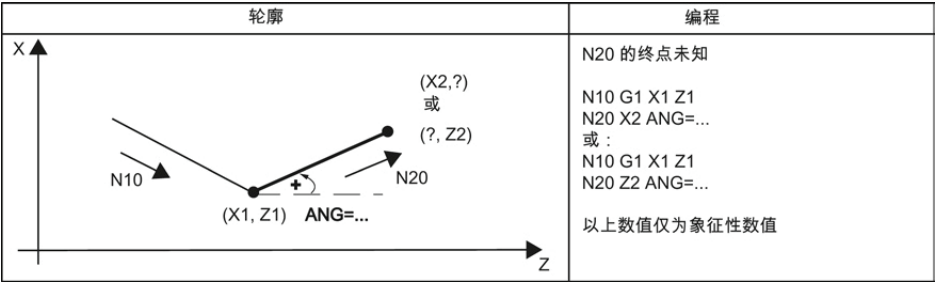 轮廓
编程
X
(X2,?)
或
(?, Z2)
N10
+
N20
(X1, Z1) ANG=...
Z
N20 的终点未知
N10 G1 X1 Z1
N20 X2 ANG=...
或：
N10 G1 X1 Z1
N20 Z2 ANG=...
以上数值仅为象征性数值